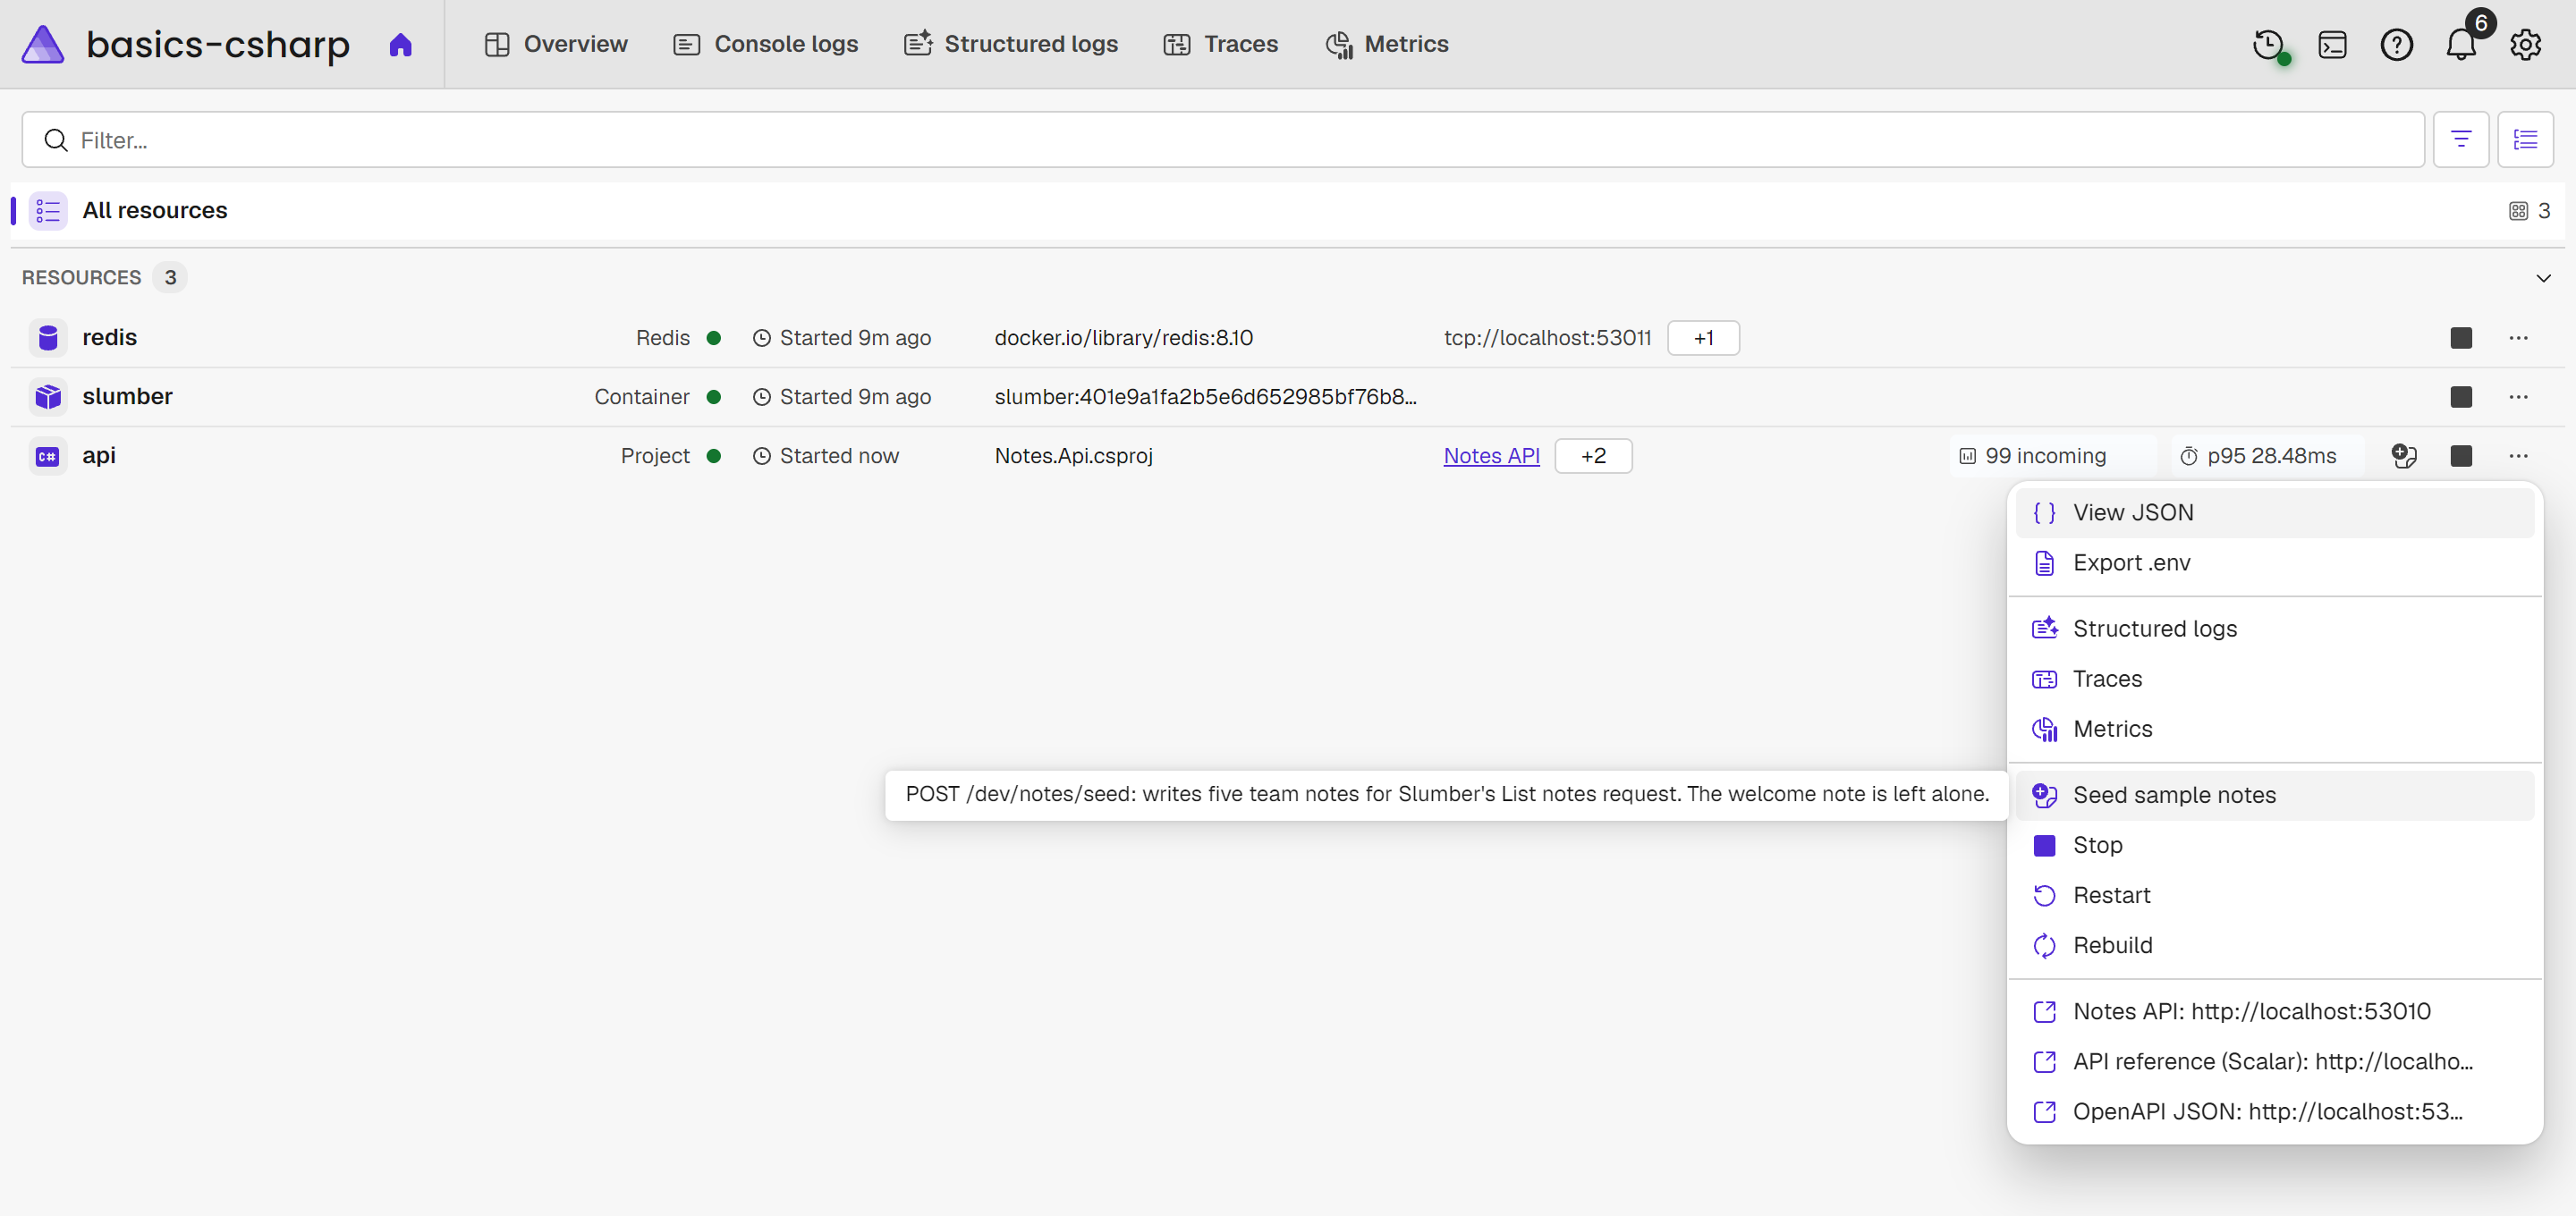 basics-csharp
Overview
Console logs
Structured logs
Traces
Metrics
6
Filter...
All resources
3
RESOURCES 3
redis Redis Started 9m ago docker.io/library/redis:8.10 tcp://localhost:53011 +1
slumber Container Started 9m ago slumber:401e9a1fa2b5e6d652985bf76b8...
api Project Started now Notes.Api.csproj Notes API +2 99 incoming p95 28.48ms
C#
View JSON
Export .env
Structured logs
Traces
Metrics
POST /dev/notes/seed: writes five team notes for Slumber's List notes request. The welcome note is left alone.
Seed sample notes
Stop
Restart
Rebuild
Notes API: http://localhost:53010
API reference (Scalar): http://localho...
OpenAPI JSON: http://localhost:53...